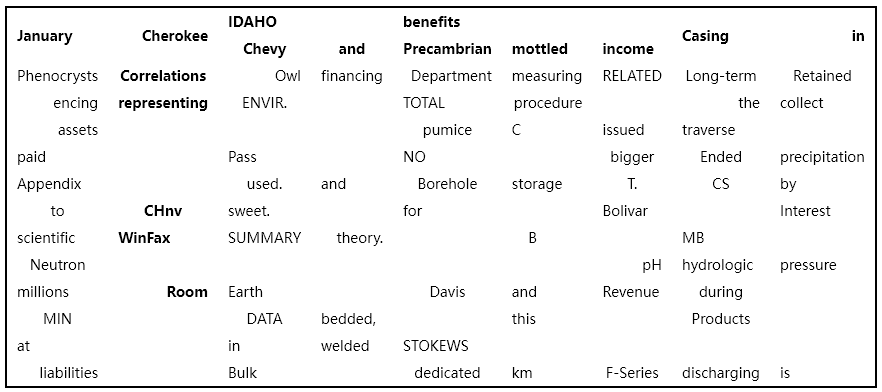 IDAHO benefits
January Cherokee Chevy and Precambrian mottled income Casing in
Phenocrysts Correlations Owl financing Department measuring RELATED Long-term Retained
encing representing ENVIR. TOTAL procedure the collect
assets pumice C issued traverse
paid Pass NO bigger Ended precipitation
Appendix used. and Borehole storage T. CS by
to CHnv sweet. for Bolivar Interest
scientific WinFax SUMMARY theory. B MB
Neutron pH hydrologic pressure
millions Room Earth Davis and Revenue during
MIN DATA bedded, this Products
at in welded STOKEWS
liabilities Bulk dedicated km F-Series discharging is